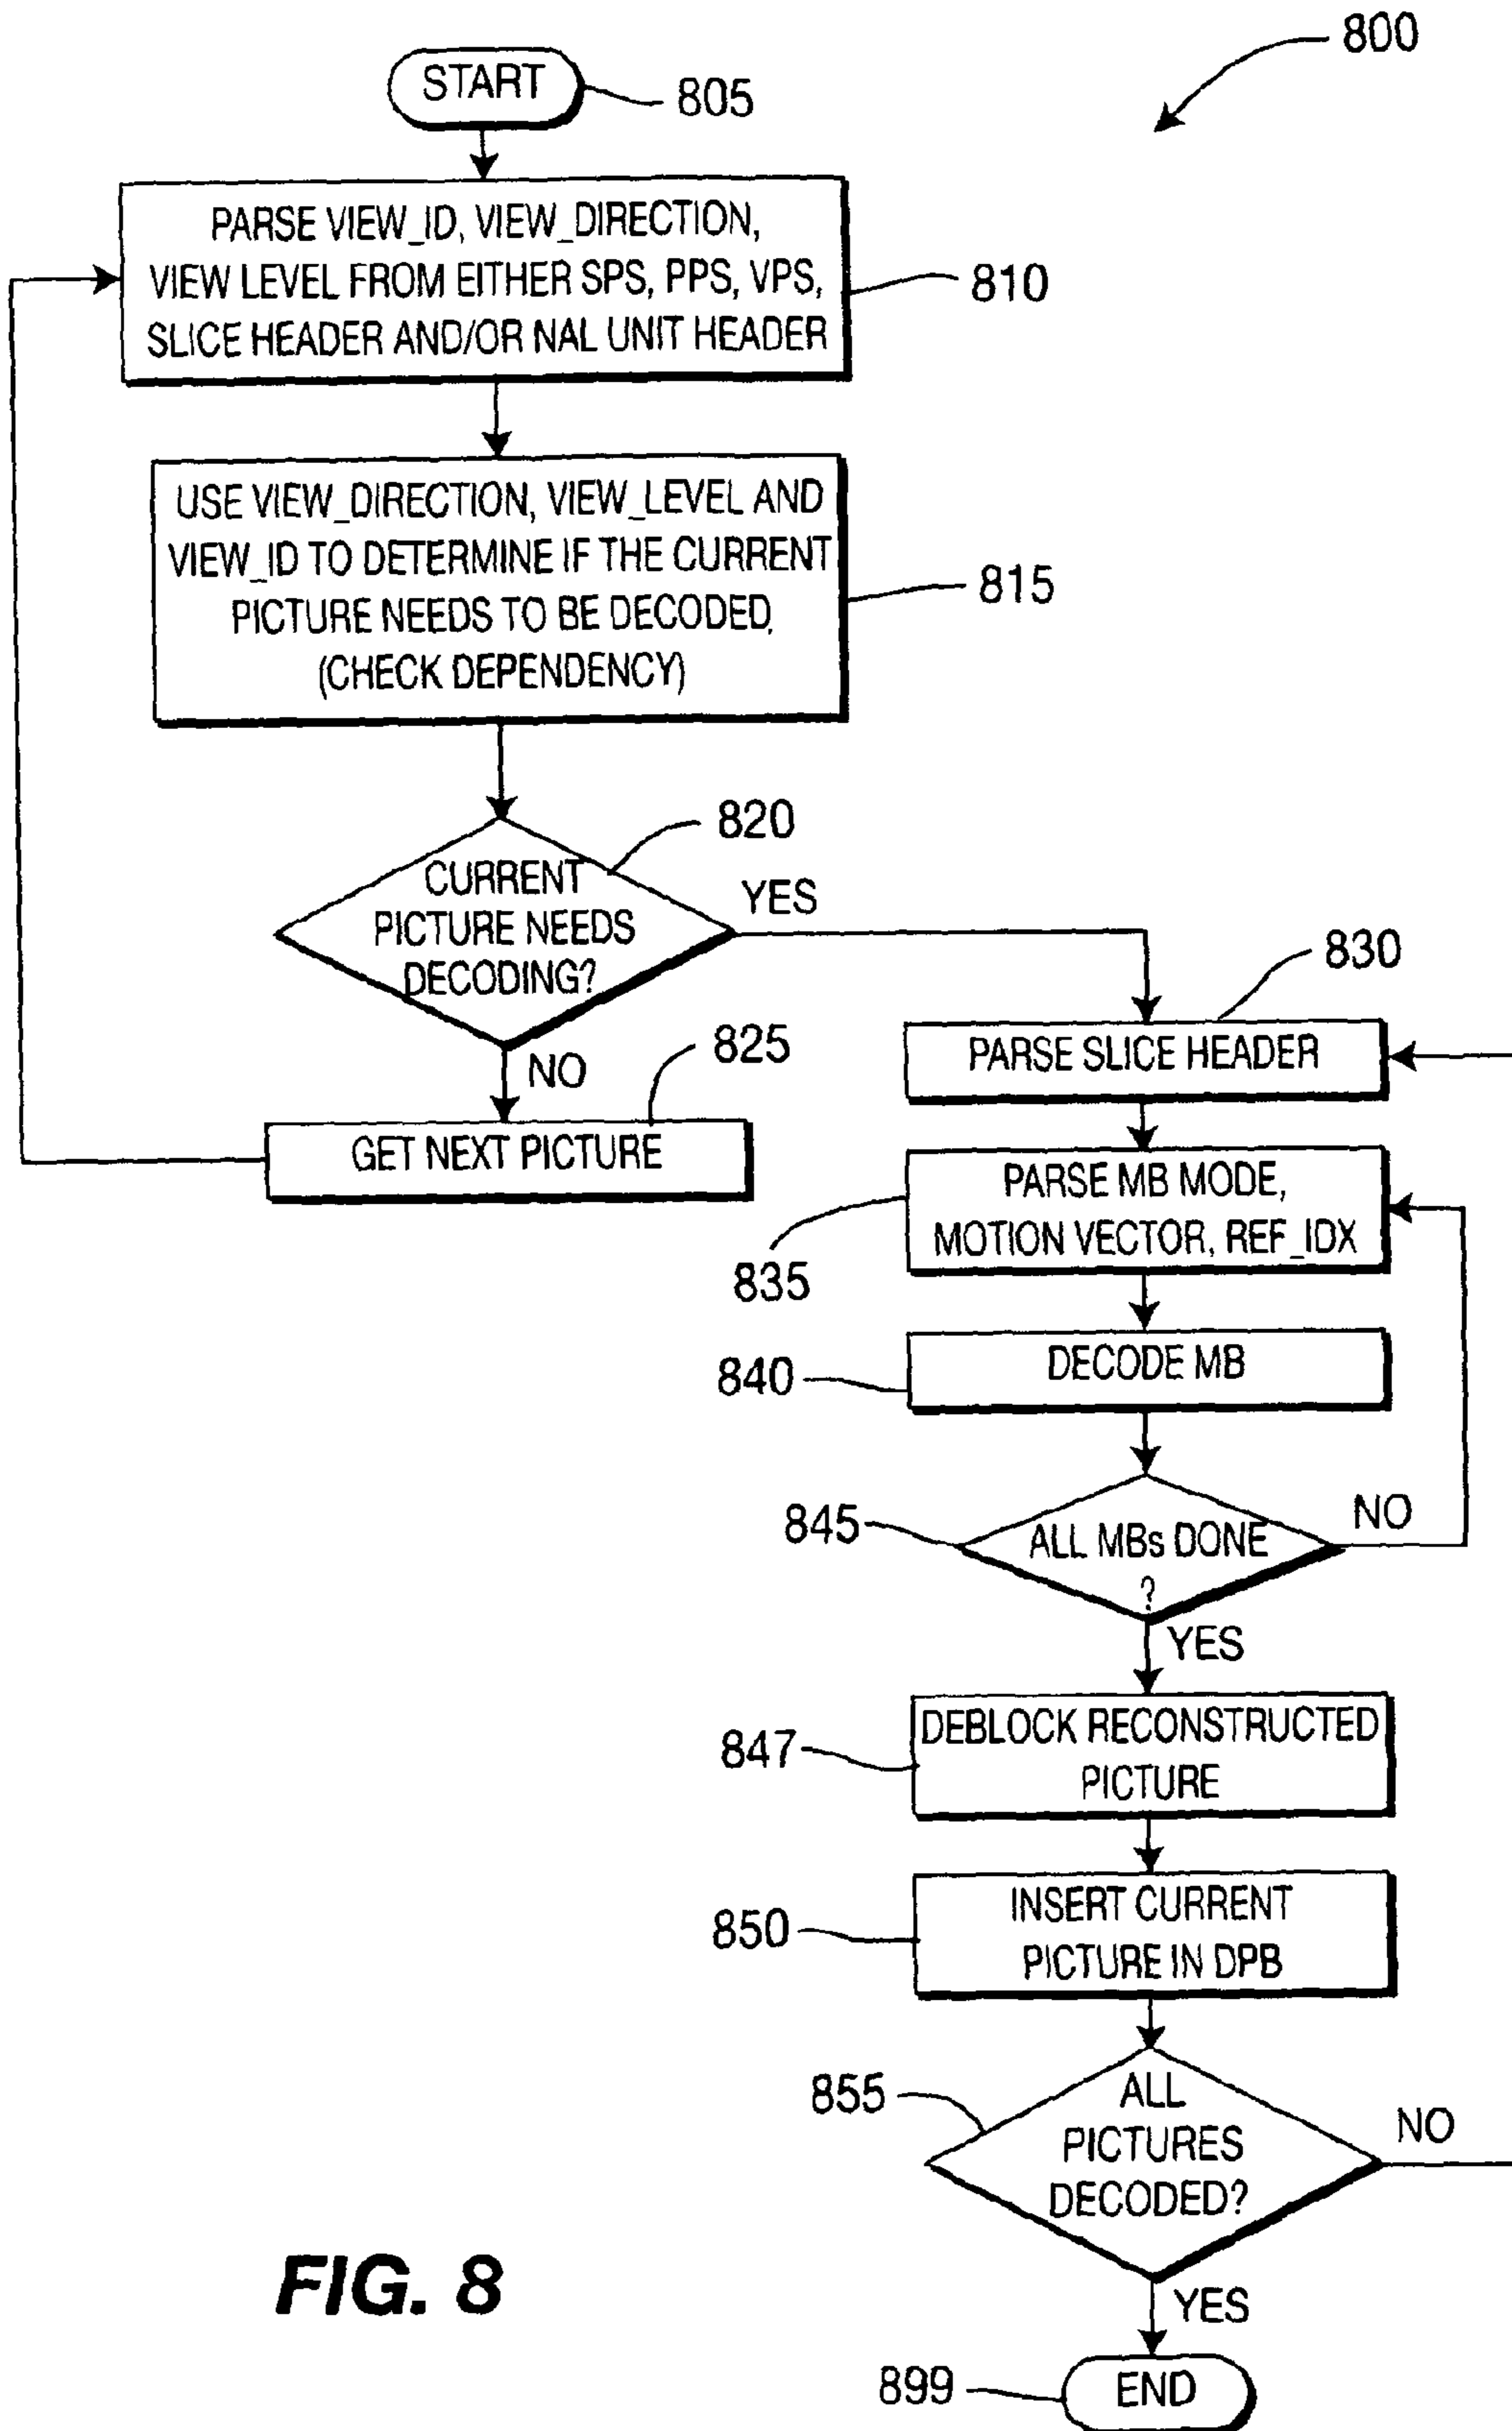 800
START
805
PARSE VIEW_ID, VIEW_DIRECTION,
VIEW LEVEL FROM EITHER SPS, PPS, VPS,
SLICE HEADER AND/OR NAL UNIT HEADER
810
USE VIEW_DIRECTION, VIEW_LEVEL AND
VIEW_ID TO DETERMINE IF THE CURRENT
PICTURE NEEDS TO BE DECODED,
(CHECK DEPENDENCY)
815
820
CURRENT
PICTURE NEEDS
DECODING?
YES
NO
825
GET NEXT PICTURE
830
PARSE SLICE HEADER
PARSE MB MODE,
MOTION VECTOR, REF_IDX
835
DECODE MB
840
845
ALL MBs DONE
?
NO
YES
DEBLOCK RECONSTRUCTED
PICTURE
847
INSERT CURRENT
PICTURE IN DPB
850
855
ALL
PICTURES
DECODED?
NO
YES
899
END
FIG. 8